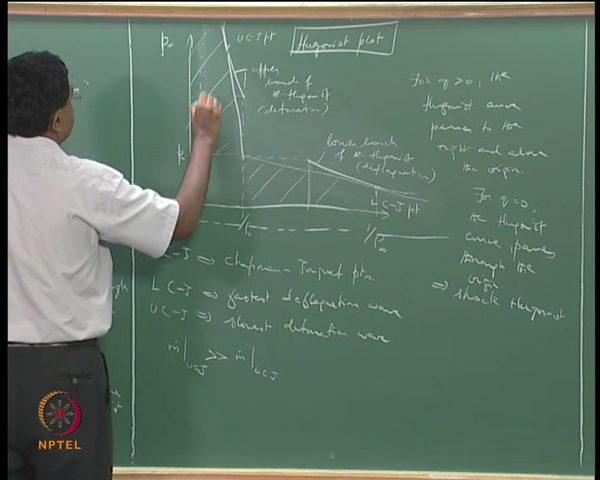 p∞
U C-J pt
Hugoniot plot
upper
branch of
the Hugoniot
(detonation)
lower branch
of the Hugoniot
(deflagration)
L C-J pt
1/ρ∞
For q > 0, the
Hugoniot curve
passes to the
right and above
the origin.
For q = 0,
the Hugoniot
curve passes
through the
origin
⇒ shock Hugoniot
C-J ⇒ Chapman-Jouguet pts.
L C-J ⇒ fastest deflagration wave
U C-J ⇒ slowest detonation wave
ṁ|UCJ >> ṁ|LCJ
NPTEL